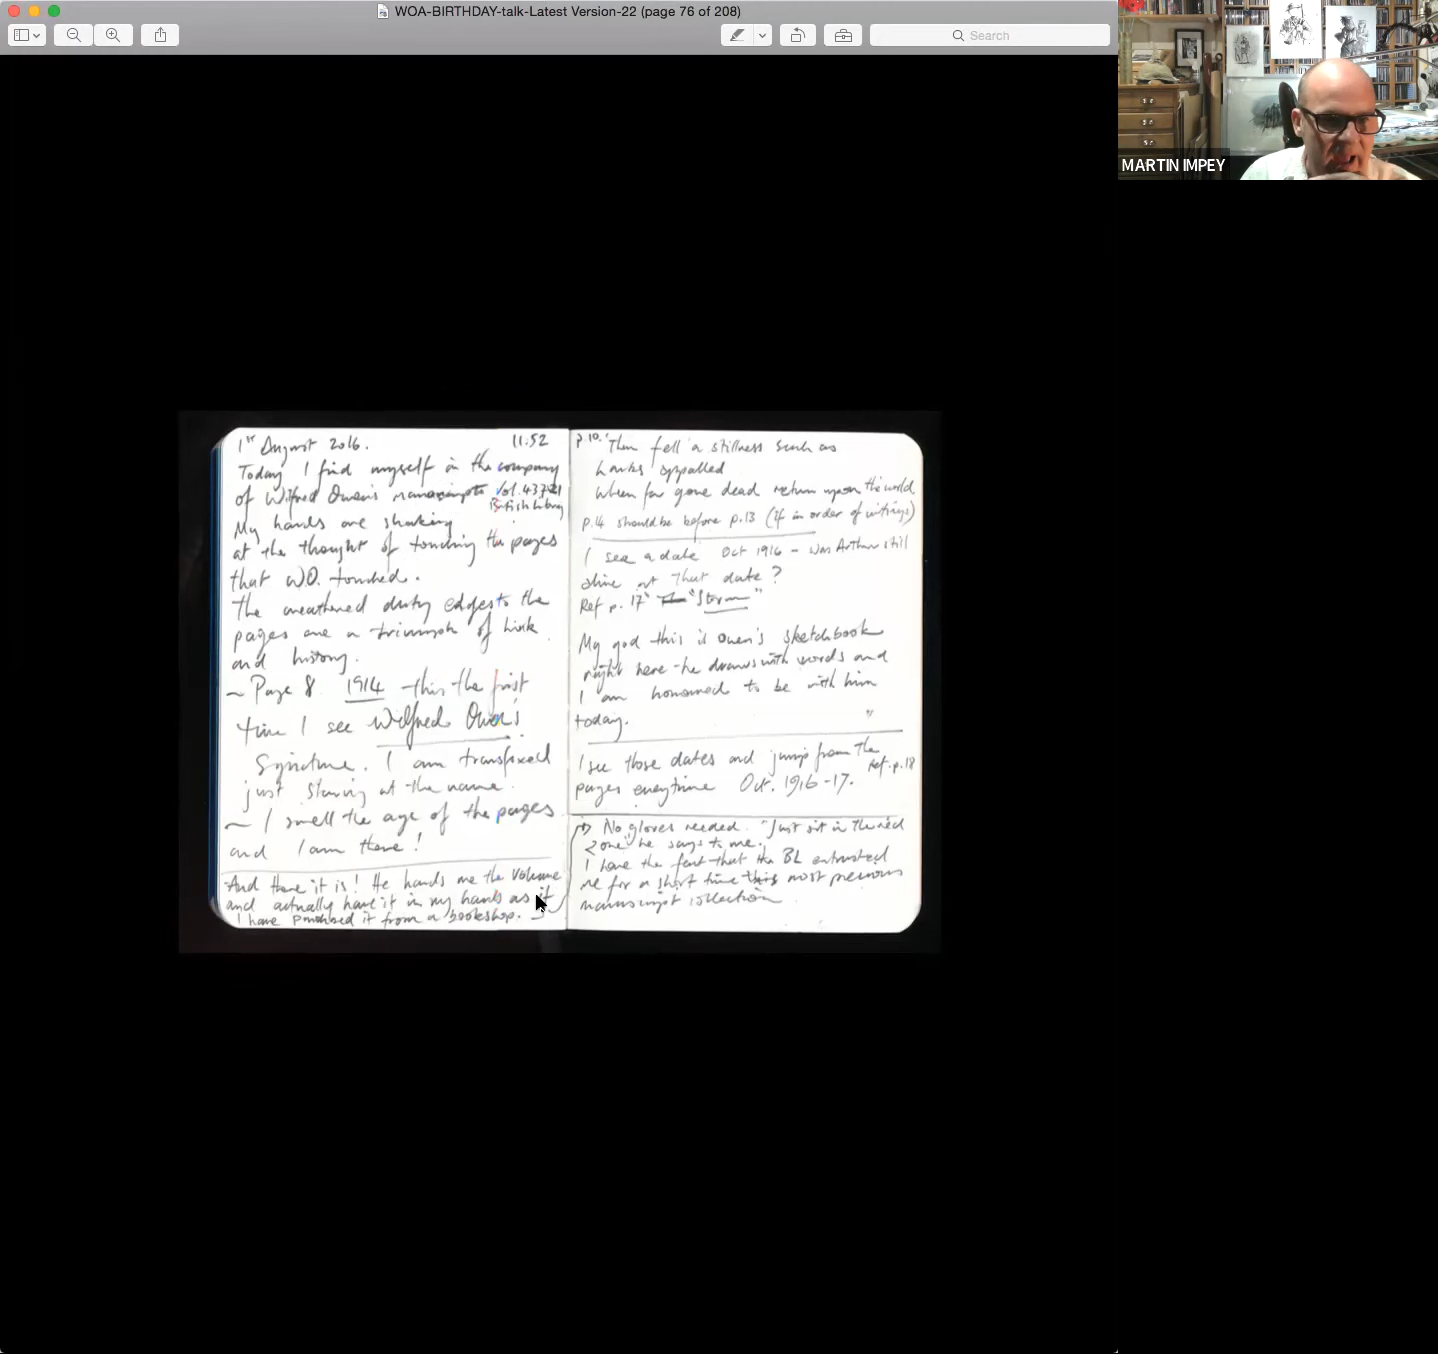 WOA-BIRTHDAY-talk-Latest Version-22 (page 76 of 208)
Search
MARTIN IMPEY
1st August 2016. 11.52
Today I find myself in the company
of Wilfred Owen's manuscripts Vol. 43721
British Library
My hands are shaking
at the thought of touching the pages
that W.O. touched.
The weathered dusty edges to the
pages are a triumph of
and history.
~ Page 8. 1914 - this the first
time I see Wilfred Owen's
Signature. I am transfixed
just staring at the name.
~ I smell the age of the pages
and I am there!
And there it is! He hands me the volume
and actually have it in my hands as if
I have purchased it from a bookshop.
p.10. "Then fell a stillness such as
harks appalled
When far gone dead return upon the world
p.14 should be before p.13 (if in order of writings)
I see a date Oct 1916 - was Arthur still
alive at that date?
Ref p. 17 "Storm"
My god this is Owen's sketchbook
right here - he draws with words and
I am honoured to be with him
today. "
I see those dates and jump from the
pages everytime Oct. 1916-17. Ref. p.18
No gloves needed. "Just sit in the red
zone" he says to me.
I love the fact that the BL entrusted
me for a short time this most precious
manuscript collection